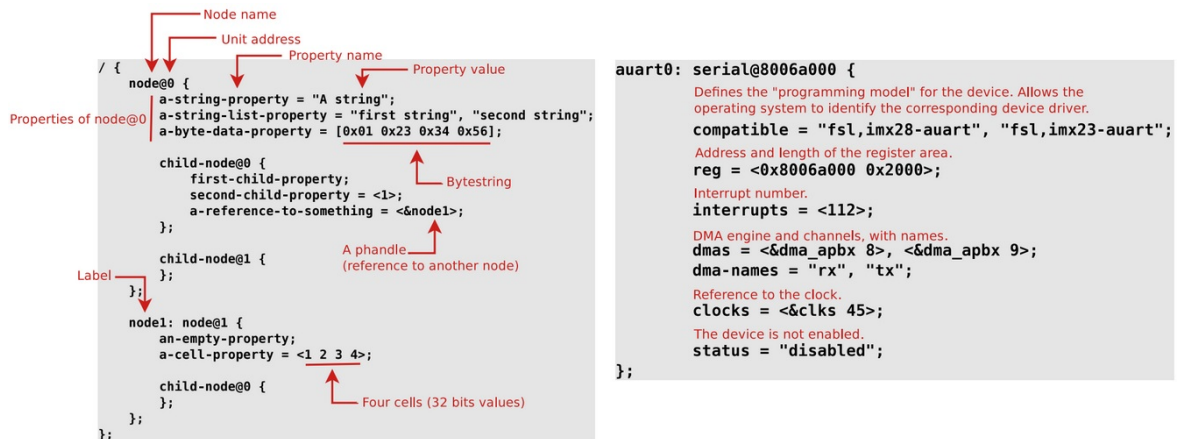 Node name
Unit address
Property name
Property value
/ {
node@0 {
a-string-property = "A string";
a-string-list-property = "first string", "second string";
a-byte-data-property = [0x01 0x23 0x34 0x56];
Properties of node@0
Bytestring
child-node@0 {
first-child-property;
second-child-property = <1>;
a-reference-to-something = <&node1>;
};
A phandle
(reference to another node)
child-node@1 {
};
};
Label
node1: node@1 {
an-empty-property;
a-cell-property = <1 2 3 4>;
child-node@0 {
};
Four cells (32 bits values)
};
};
auart0: serial@8006a000 {
Defines the "programming model" for the device. Allows the
operating system to identify the corresponding device driver.
compatible = "fsl,imx28-auart", "fsl,imx23-auart";
Address and length of the register area.
reg = <0x8006a000 0x2000>;
Interrupt number.
interrupts = <112>;
DMA engine and channels, with names.
dmas = <&dma_apbx 8>, <&dma_apbx 9>;
dma-names = "rx", "tx";
Reference to the clock.
clocks = <&clks 45>;
The device is not enabled.
status = "disabled";
};